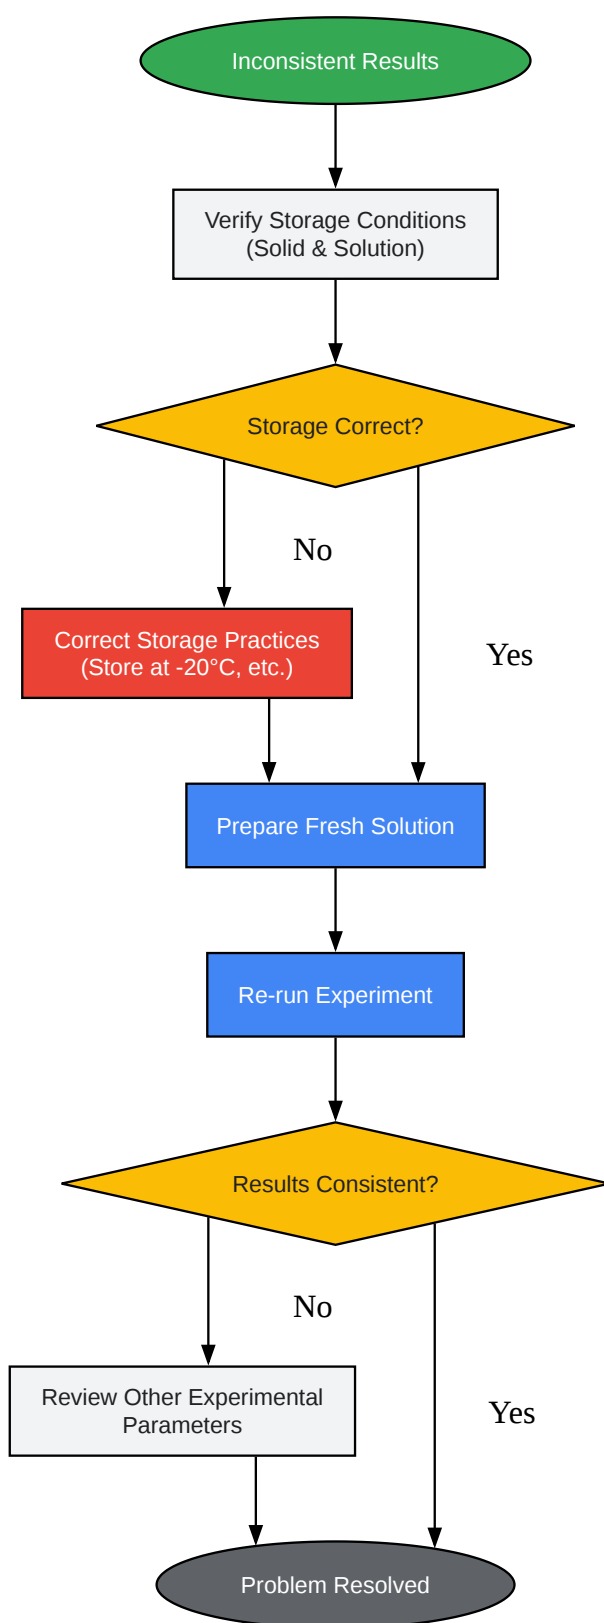 Inconsistent Results
Verify Storage Conditions
(Solid & Solution)
Storage Correct?
No
Correct Storage Practices
(Store at -20°C, etc.)
Yes
Prepare Fresh Solution
Re-run Experiment
Results Consistent?
No
Review Other Experimental
Parameters
Yes
Problem Resolved